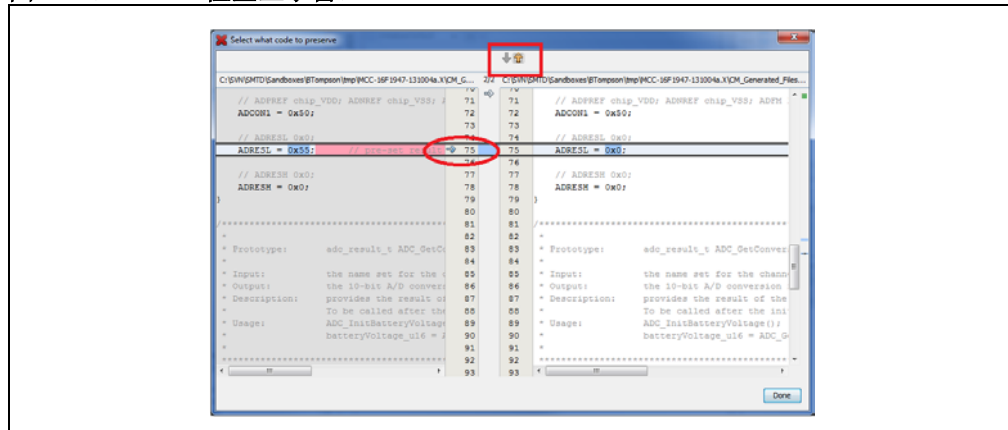 Select what code to preserve
C:\SVN\SMTD\Sandboxes\BTompson\tmp\MCC-16F1947-131004a.X\CM_G... 2/2 C:\SVN\SMTD\Sandboxes\BTompson\tmp\MCC-16F1947-131004a.X\CM_Generated_Files...
// ADPREF chip_VDD; ADNREF chip_VSS; 71 71 // ADPREF chip_VDD; ADNREF chip_VSS; ADFM
ADCON1 = 0x50; 72 72 ADCON1 = 0x50;
73 73
// ADRESL 0x0; 74 74 // ADRESL 0x0;
ADRESL = 0x55; // pre-set result 75 75 ADRESL = 0x0;
76 76
// ADRESH 0x0; 77 77 // ADRESH 0x0;
ADRESH = 0x0; 78 78 ADRESH = 0x0;
} 79 79 }
80 80
/**************************************** 81 81 /****************************************
* 82 82 *
* Prototype: adc_result_t ADC_GetCo 83 83 * Prototype: adc_result_t ADC_GetConver
* 84 84 *
* Input: the name set for the c 85 85 * Input: the name set for the chann
* Output: the 10-bit A/D conver 86 86 * Output: the 10-bit A/D conversion
* Description: provides the result of 87 87 * Description: provides the result of the
* To be called after the 88 88 * To be called after the ini
* Usage: ADC_InitBatteryVoltage 89 89 * Usage: ADC_InitBatteryVoltage();
* batteryVoltage_u16 = A 90 90 * batteryVoltage_u16 = ADC_G
* 91 91 *
**************************************** 92 92 ****************************************
93 93
Done